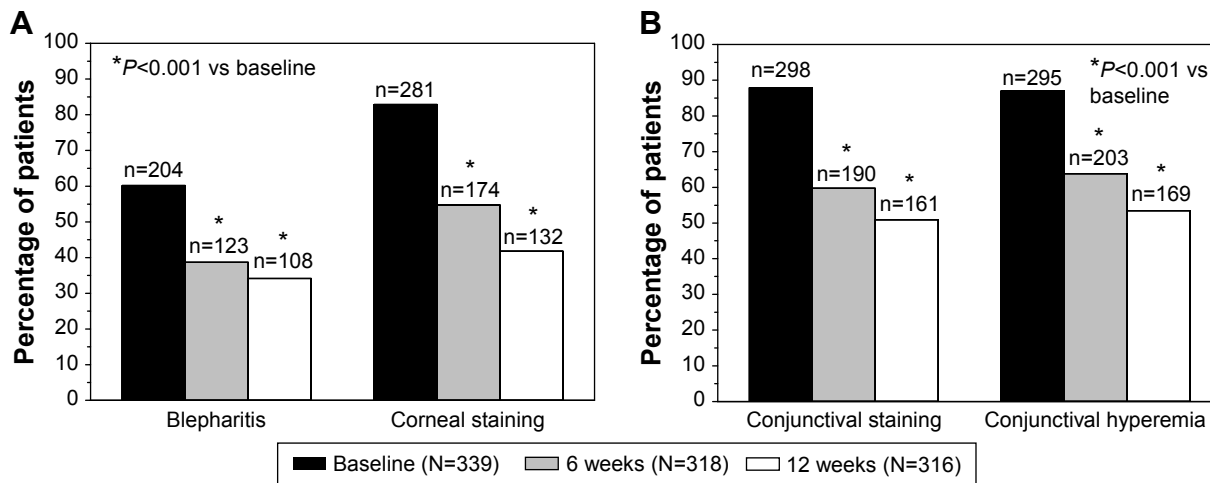 A
Percentage of patients
100
90
80
70
60
50
40
30
20
10
0
*P<0.001 vs baseline
n=204
*
n=123
*
n=108
n=281
*
n=174
*
n=132
Blepharitis
Corneal staining
B
Percentage of patients
100
90
80
70
60
50
40
30
20
10
0
*P<0.001 vs
baseline
n=298
*
n=190
*
n=161
n=295
*
n=203
*
n=169
Conjunctival staining
Conjunctival hyperemia
Baseline (N=339) 6 weeks (N=318) 12 weeks (N=316)